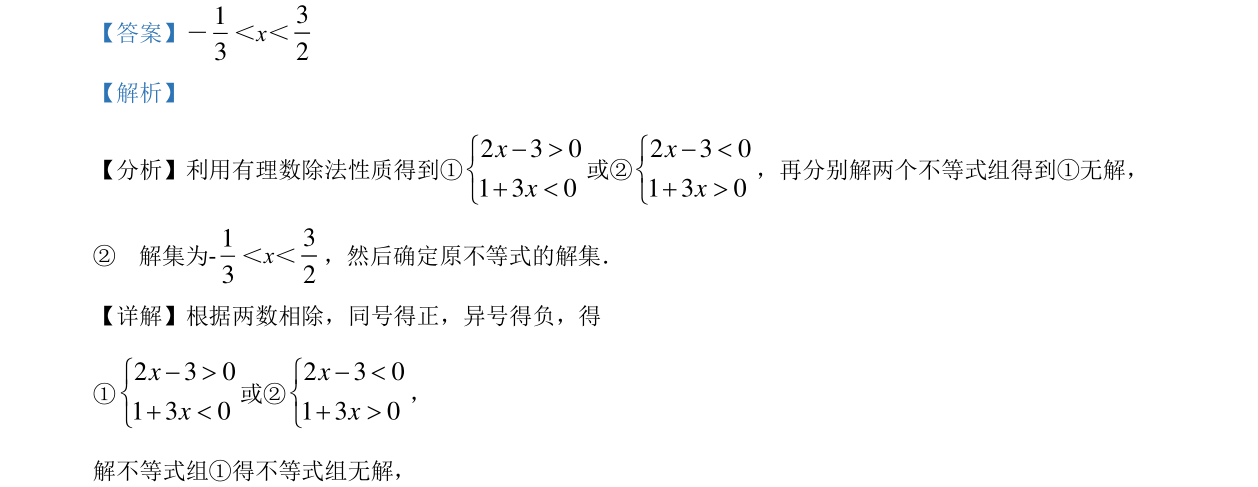 【答案】－1/3＜x＜3/2
【解析】
【分析】利用有理数除法性质得到①{2x－3＞0 1+3x＜0 或②{2x－3＜0 1+3x＞0 ，再分别解两个不等式组得到①无解，
② 解集为-1/3＜x＜3/2，然后确定原不等式的解集．
【详解】根据两数相除，同号得正，异号得负，得
①{2x－3＞0 1+3x＜0 或②{2x－3＜0 1+3x＞0 ，
解不等式组①得不等式组无解，